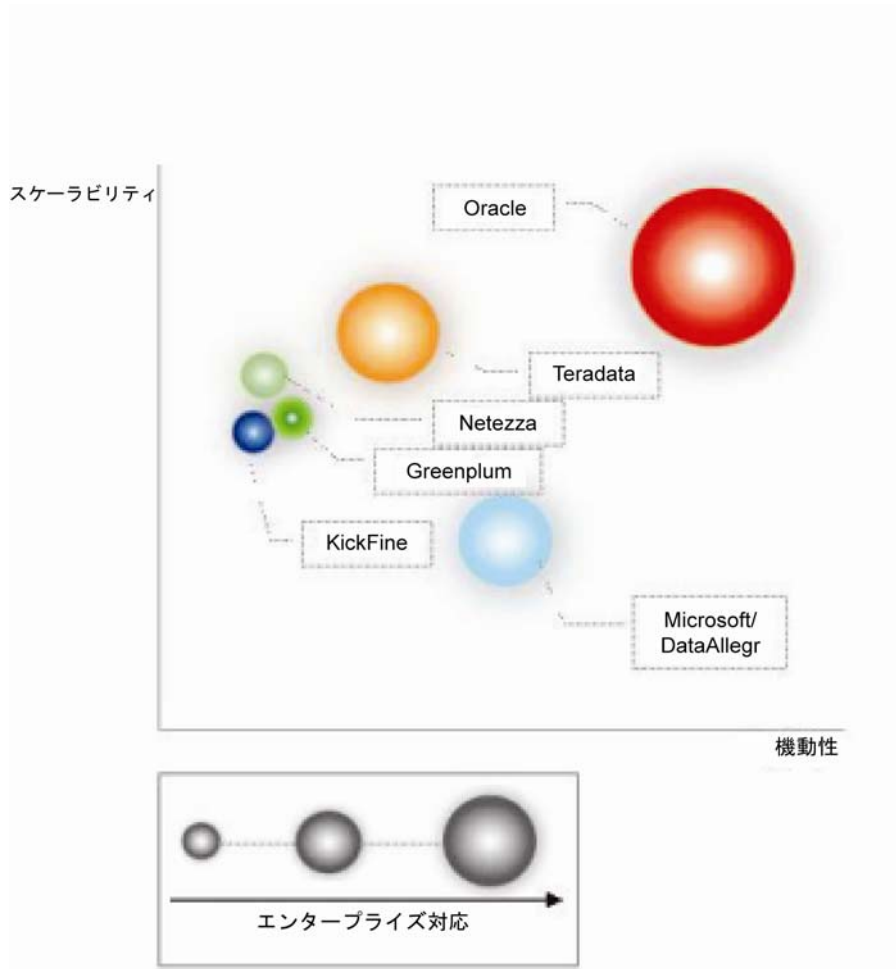 スケーラビリティ
Oracle
Teradata
Netezza
Greenplum
KickFine
Microsoft/
DataAllegr
機動性
エンタープライズ対応